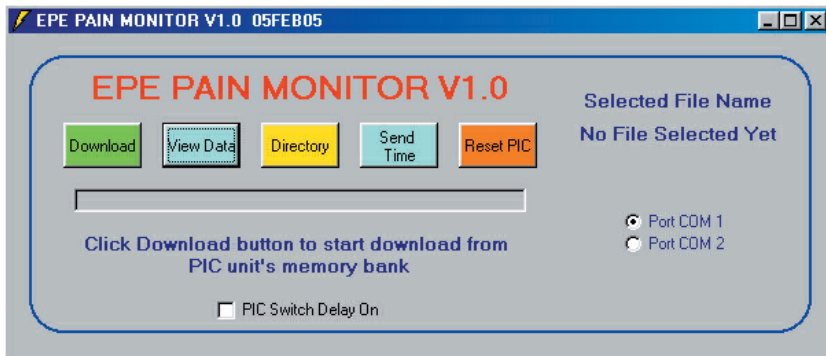 EPE PAIN MONITOR V1.0 05FEB05
EPE PAIN MONITOR V1.0
Download
View Data
Directory
Send
Time
Reset PIC
Selected File Name
No File Selected Yet
Port COM 1
Port COM 2
Click Download button to start download from
PIC unit's memory bank
PIC Switch Delay On